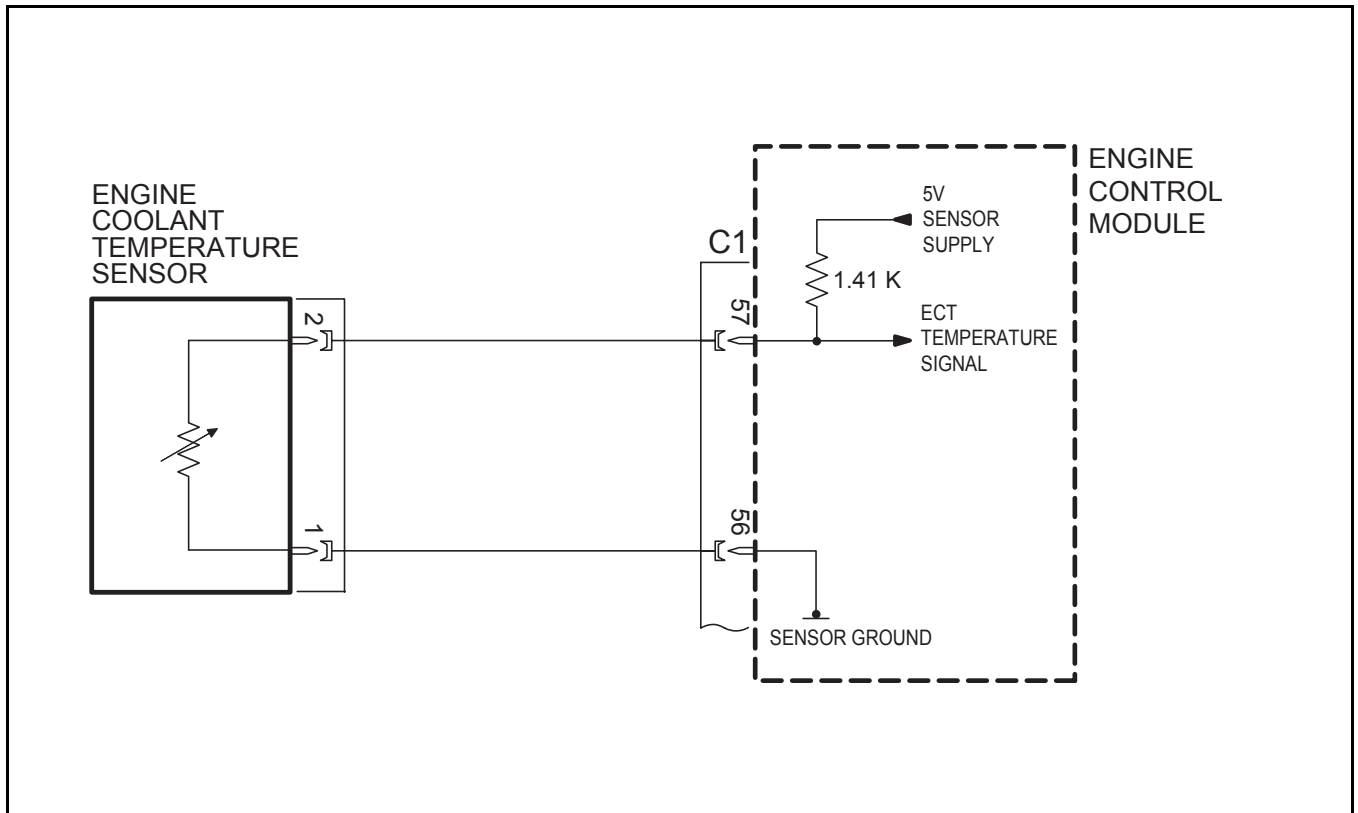 ENGINE
COOLANT
TEMPERATURE
SENSOR
2
1
C1
57
56
5V
SENSOR
SUPPLY
1.41 K
ECT
TEMPERATURE
SIGNAL
SENSOR GROUND
ENGINE
CONTROL
MODULE